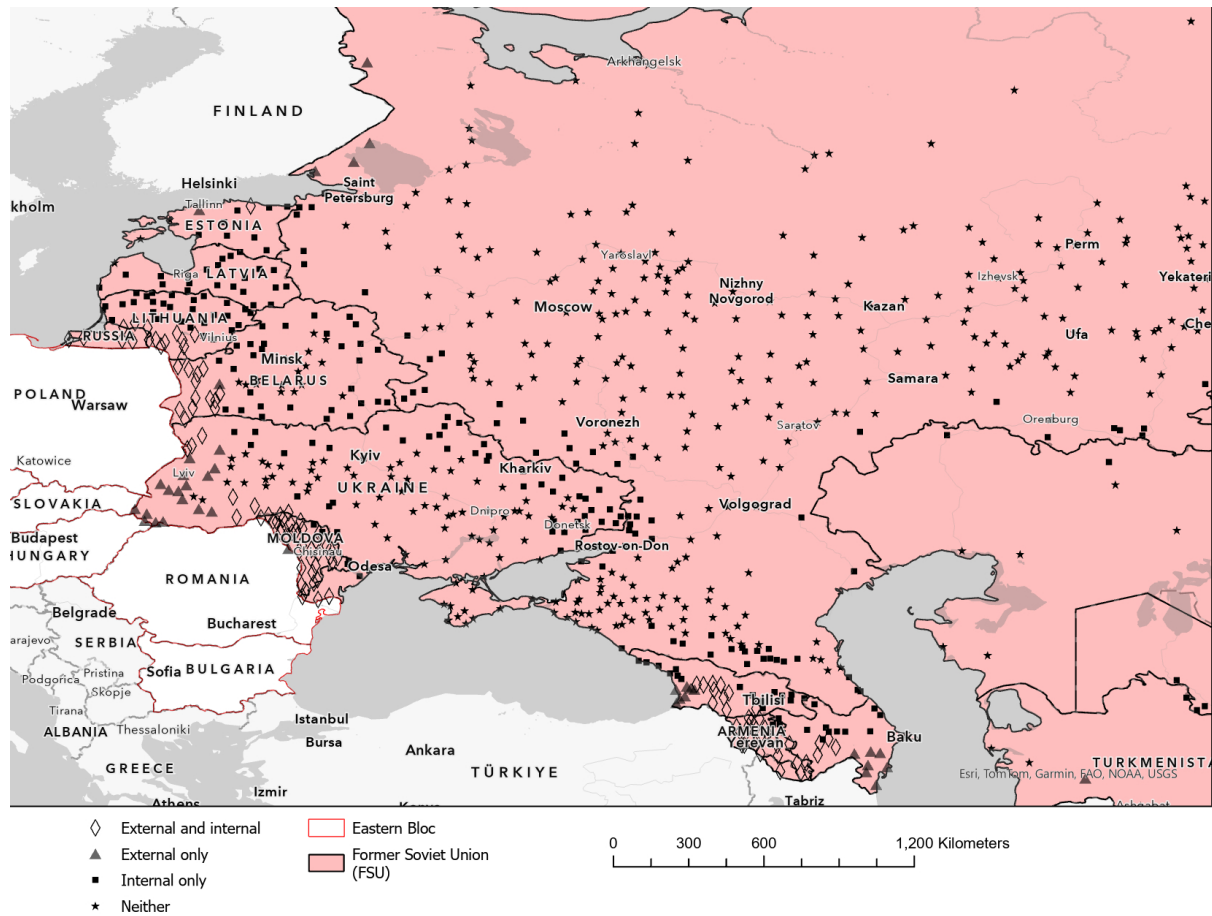 Arkhangelsk
FINLAND
Helsinki
Saint
Petersburg
kholm
Tallinn
ESTONIA
Perm
Yaroslavl
Riga
LATVIA
Izhevsk
Yekateri
Nizhny
Novgorod
Moscow
Kazan
LITHUANIA
RUSSIA
Vilnius
Ufa
Che
Minsk
BELARUS
Samara
POLAND
Warsaw
Voronezh
Saratov
Orenburg
Katowice
Lviv
Kyiv
Kharkiv
UKRAINE
SLOVAKIA
Volgograd
Dnipro
Donetsk
Budapest
HUNGARY
MOLDOVA
Chisinau
Rostov-on-Don
Odesa
ROMANIA
Belgrade
Bucharest
SERBIA
arajevo
Sofia
BULGARIA
Pristina
Podgorica
Skopje
Tbilisi
Tirana
Istanbul
ALBANIA
Thessaloniki
ARMENIA
Yerevan
Baku
Bursa
Ankara
TÜRKIYE
GREECE
TURKMENISTA
Esri, TomTom, Garmin, FAO, NOAA, USGS
Izmir
Athens
Konya
Tabriz
Ashgabat
External and internal
External only
Internal only
Neither
Eastern Bloc
Former Soviet Union
(FSU)
0 300 600 1,200 Kilometers